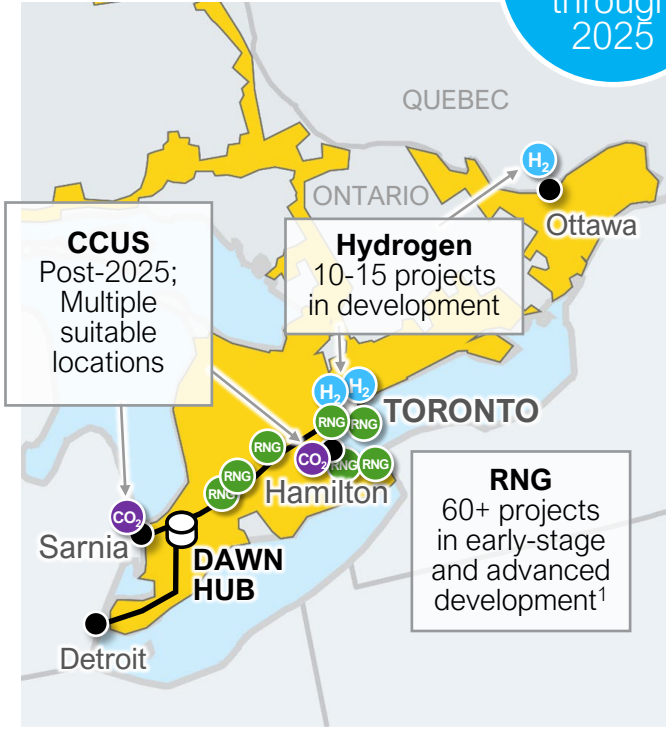 through
2025
QUEBEC
H₂
ONTARIO
Ottawa
CCUS
Post-2025;
Multiple
suitable
locations
Hydrogen
10-15 projects
in development
H₂
H₂
TORONTO
RNG
RNG
RNG
CO₂
RNG
RNG
RNG
RNG
Hamilton
CO₂
Sarnia
DAWN
HUB
Detroit
RNG
60+ projects
in early-stage
and advanced
development¹